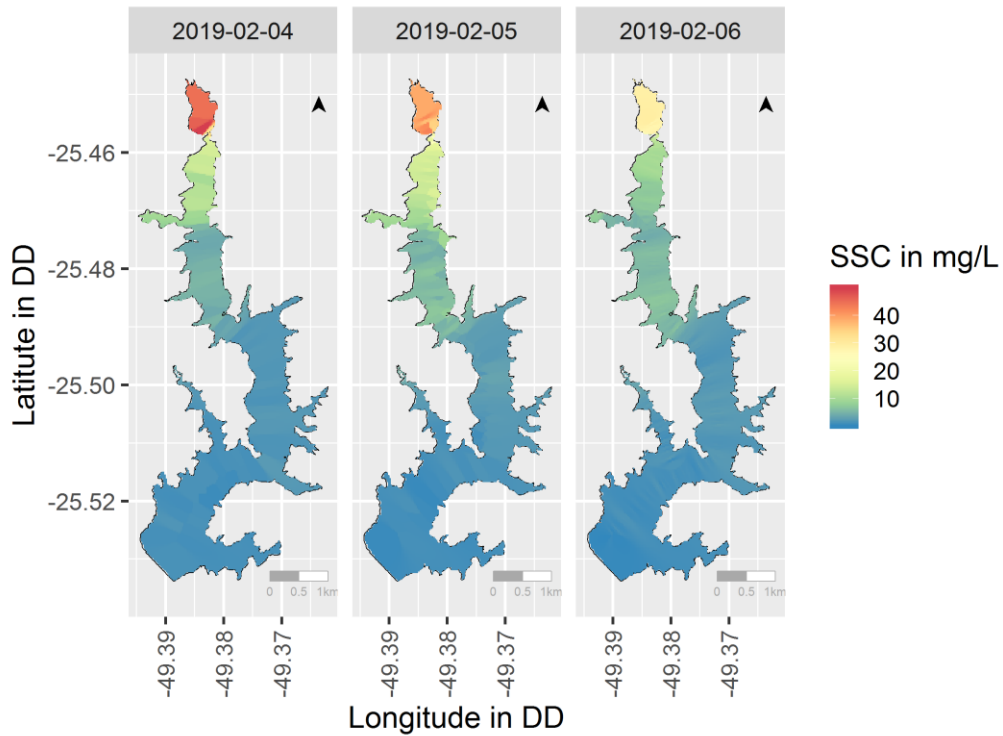 2019-02-04 2019-02-05 2019-02-06
Latitute in DD
-25.46
-25.48
-25.50
-25.52
0 0.5 1km
0 0.5 1km
0 0.5 1km
-49.39 -49.38 -49.37 -49.39 -49.38 -49.37 -49.39 -49.38 -49.37
Longitude in DD
SSC in mg/L
40
30
20
10